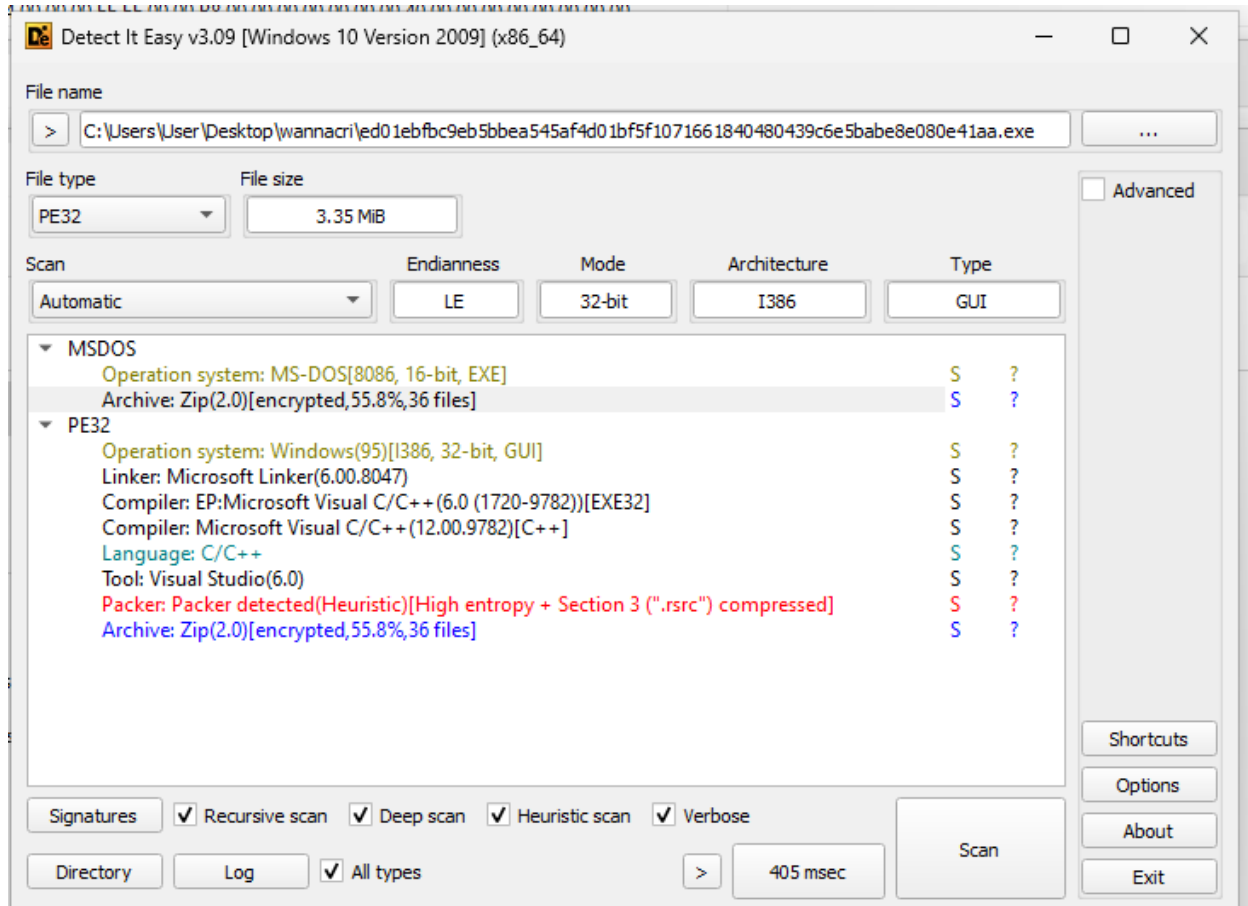 Detect It Easy v3.09 [Windows 10 Version 2009] (x86_64)
File name
> C:\Users\User\Desktop\wannacri\ed01ebfbc9eb5bbea545af4d01bf5f1071661840480439c6e5babe8e080e41aa.exe ...
File type File size
PE32 3.35 MiB
Advanced
Scan Endianness Mode Architecture Type
Automatic LE 32-bit I386 GUI
MSDOS
Operation system: MS-DOS[8086, 16-bit, EXE] S ?
Archive: Zip(2.0)[encrypted,55.8%,36 files] S ?
PE32
Operation system: Windows(95)[I386, 32-bit, GUI] S ?
Linker: Microsoft Linker(6.00.8047) S ?
Compiler: EP:Microsoft Visual C/C++(6.0 (1720-9782))[EXE32] S ?
Compiler: Microsoft Visual C/C++(12.00.9782)[C++] S ?
Language: C/C++ S ?
Tool: Visual Studio(6.0) S ?
Packer: Packer detected(Heuristic)[High entropy + Section 3 (".rsrc") compressed] S ?
Archive: Zip(2.0)[encrypted,55.8%,36 files] S ?
Shortcuts
Options
Signatures Recursive scan Deep scan Heuristic scan Verbose
About
Scan
Directory Log All types > 405 msec
Exit